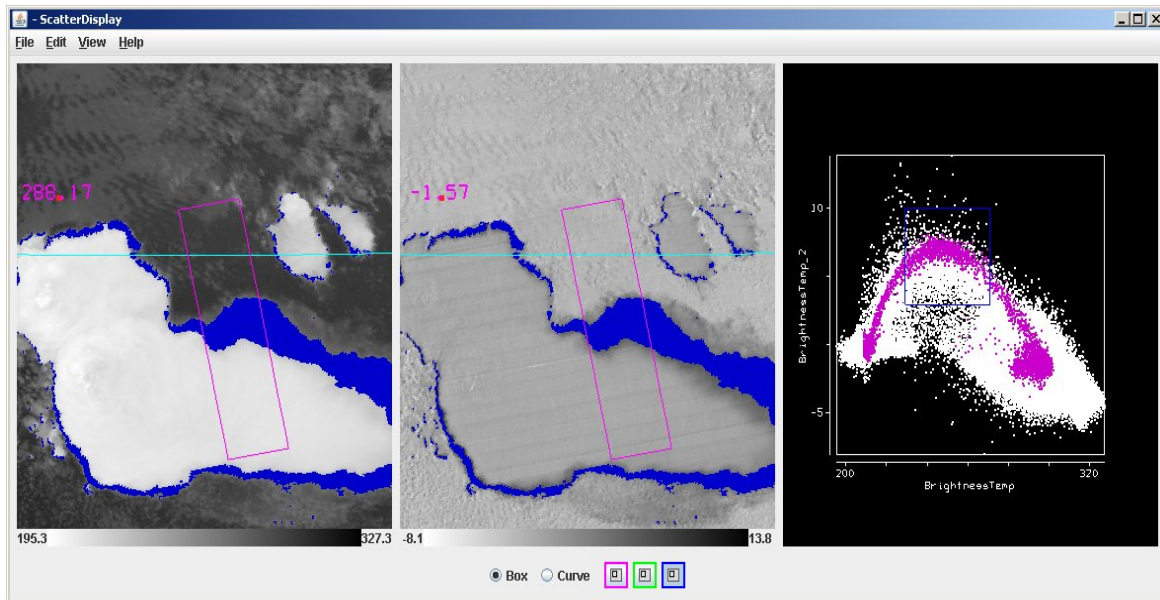 - ScatterDisplay
File Edit View Help
288.17
-1.57
10
BrightnessTemp_2
-5
200 320
BrightnessTemp
195.3 327.3 -8.1 13.8
Box Curve